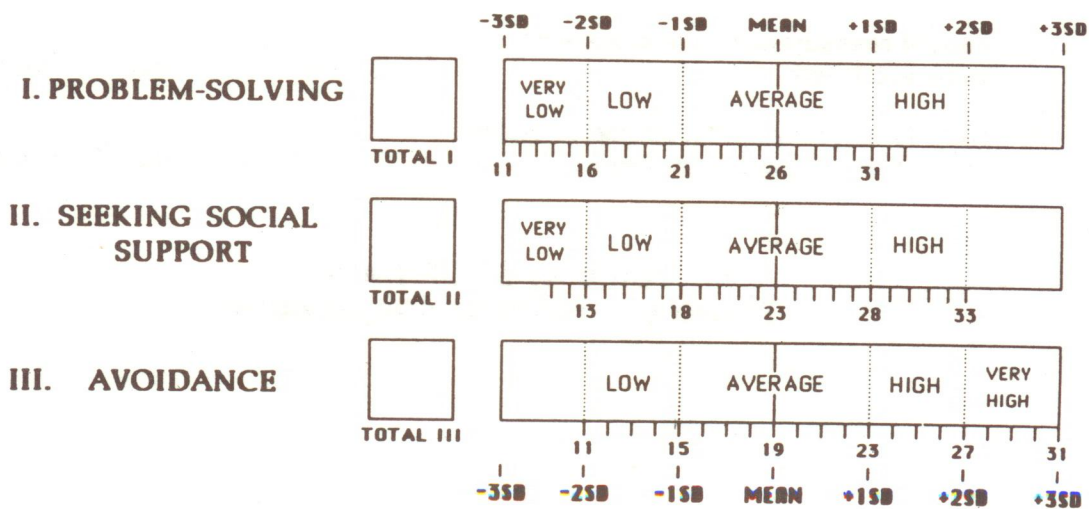 -3SD -2SD -1SD MEAN +1SD +2SD +3SD
I. PROBLEM-SOLVING
VERY LOW
LOW
AVERAGE
HIGH
TOTAL I
11 16 21 26 31
II. SEEKING SOCIAL
SUPPORT
VERY LOW
LOW
AVERAGE
HIGH
TOTAL II
13 18 23 28 33
III. AVOIDANCE
LOW
AVERAGE
HIGH
VERY HIGH
TOTAL III
11 15 19 23 27 31
-3SD -2SD -1SD MEAN +1SD +2SD +3SD